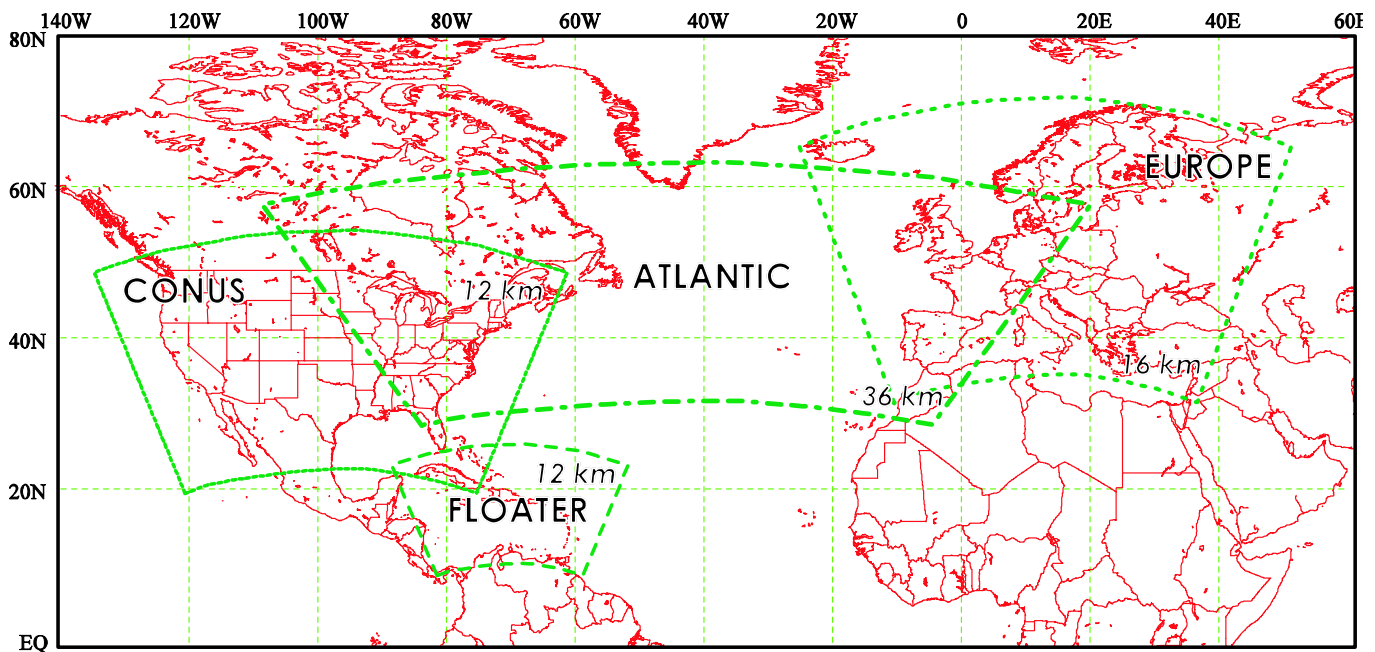 140W 120W 100W 80W 60W 40W 20W 0 20E 40E 60E
80N
EUROPE
60N
ATLANTIC
CONUS 12 km
40N
16 km
36 km
12 km
20N
FLOATER
EQ